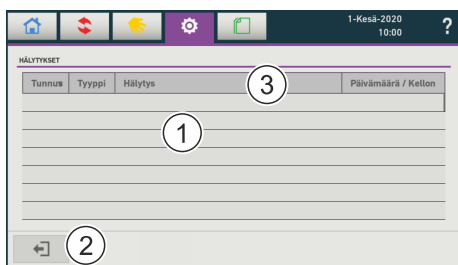 1-Kesä-2020
10:00
?
HÄLYTYKSET
Tunnus Tyyppi Hälytys Päivämäärä / Kellon
3
1
2